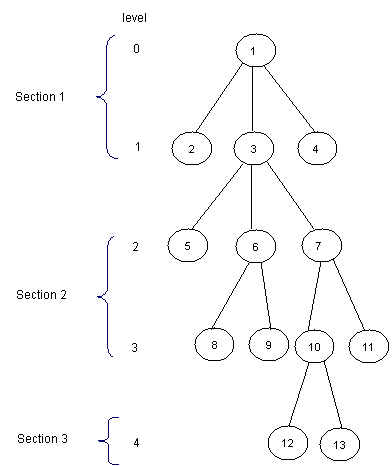 level
0 1
Section 1
1 2 3 4
2 5 6 7
Section 2
3 8 9 10 11
Section 3 4 12 13